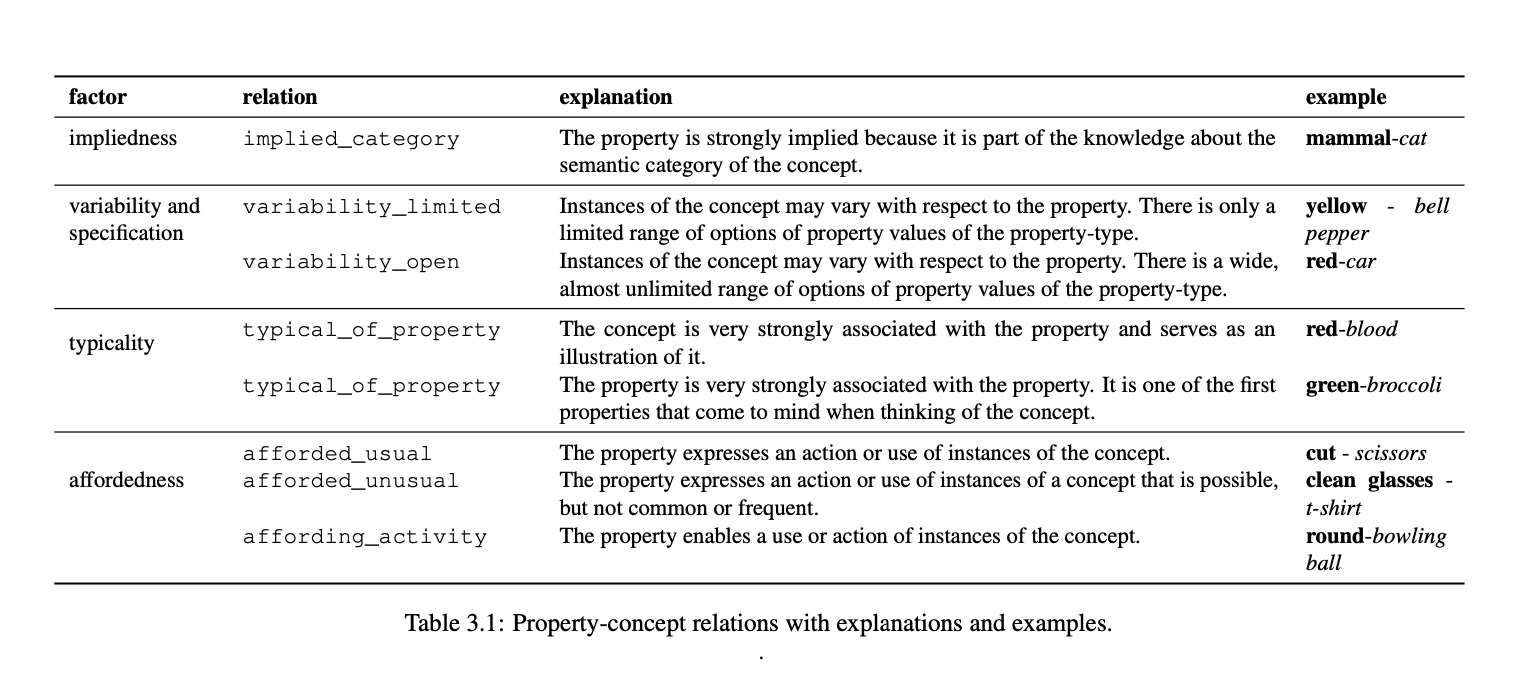 factor relation explanation example
impliedness implied_category The property is strongly implied because it is part of the knowledge about the mammal-cat
semantic category of the concept.
variability and variability_limited Instances of the concept may vary with respect to the property. There is only a yellow - bell
specification limited range of options of property values of the property-type. pepper
variability_open Instances of the concept may vary with respect to the property. There is a wide, red-car
almost unlimited range of options of property values of the property-type.
typical_of_property The concept is very strongly associated with the property and serves as an red-blood
typicality illustration of it.
typical_of_property The property is very strongly associated with the property. It is one of the first green-broccoli
properties that come to mind when thinking of the concept.
afforded_usual The property expresses an action or use of instances of the concept. cut - scissors
affordedness afforded_unusual The property expresses an action or use of instances of a concept that is possible, clean glasses -
but not common or frequent. t-shirt
affording_activity The property enables a use or action of instances of the concept. round-bowling
ball
Table 3.1: Property-concept relations with explanations and examples.
.